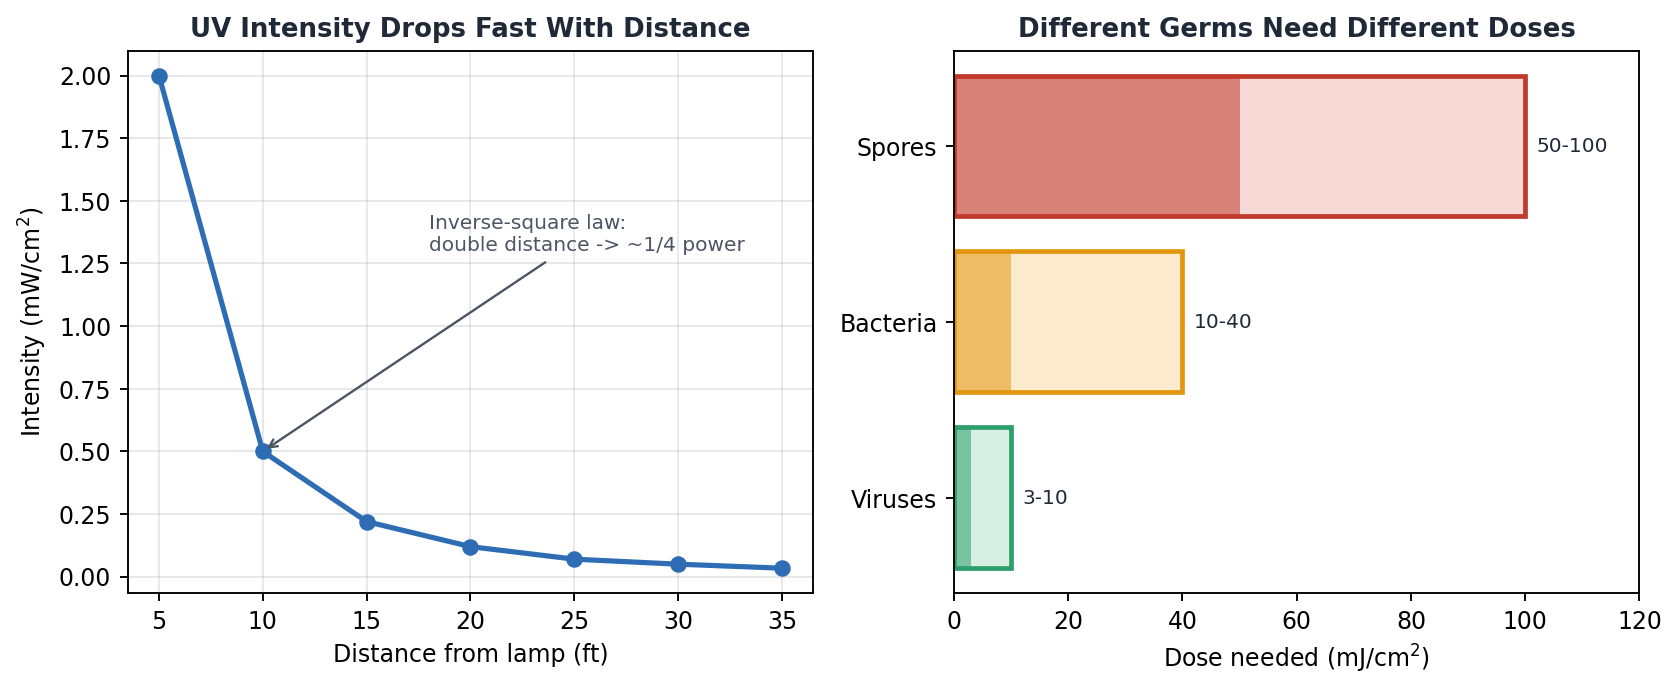 UV Intensity Drops Fast With Distance
Intensity (mW/cm²)
2.00
1.75
1.50
1.25
1.00
0.75
0.50
0.25
0.00
Inverse-square law:
double distance -> ~1/4 power
5 10 15 20 25 30 35
Distance from lamp (ft)
Different Germs Need Different Doses
Spores
50-100
Bacteria
10-40
Viruses
3-10
0 20 40 60 80 100 120
Dose needed (mJ/cm²)